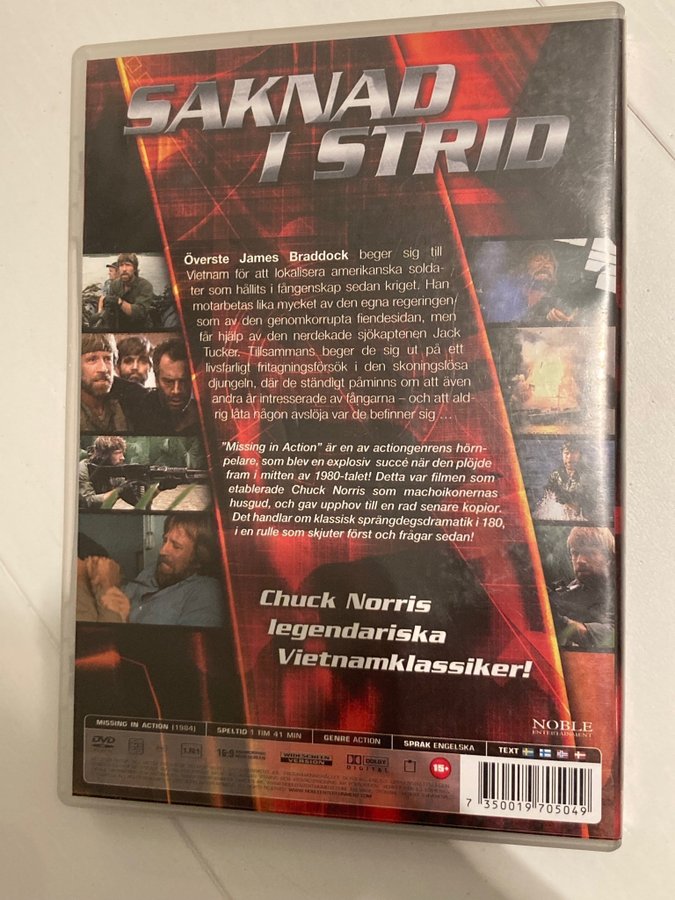 SAKNAD
I STRID
Överste James Braddock beger sig till
Vietnam för att lokalisera amerikanska solda-
ter som hållits i fångenskap sedan kriget. Han
motarbetas lika mycket av den egna regeringen
som av den genomkorrupta fiendesidan, men
får hjälp av den nerdekade sjökaptenen Jack
Tucker. Tillsammans beger de sig ut på ett
livsfarligt fritagningsförsök i den skoningslösa
djungeln, där de ständigt påminns om att även
andra är intresserade av fångarna – och att ald-
rig låta någon avslöja var de befinner sig ...
"Missing in Action" är en av actiongenrens hörn-
pelare, som blev en explosiv succé när den plöjde
fram i mitten av 1980-talet! Detta var filmen som
etablerade Chuck Norris som machoikonernas
husgud, och gav upphov till en rad senare kopior.
Det handlar om klassisk sprängdegsdramatik i 180,
i en rulle som skjuter först och frågar sedan!
Chuck Norris
legendariska
Vietnamklassiker!
NOBLE
ENTERTAINMENT
MISSING IN ACTION (1984) SPELTID 1 TIM 41 MIN GENRE ACTION SPRÅK ENGELSKA TEXT
DVD 16:9 WIDESCREEN VERSION DOLBY DIGITAL 15+
7 350019 705049